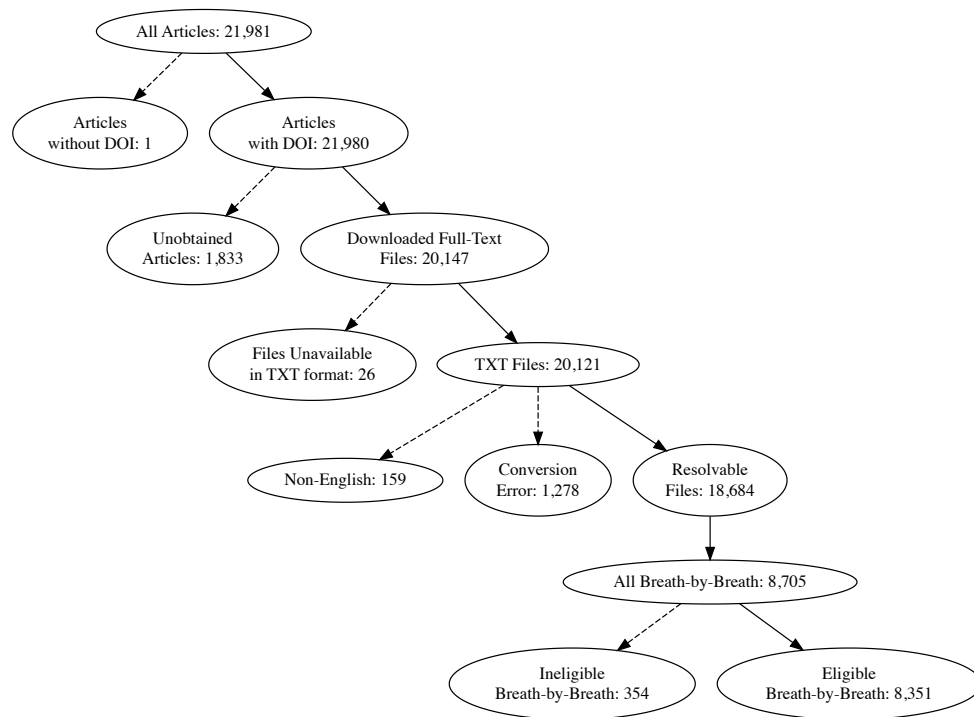 All Articles: 21,981
Articles
without DOI: 1
Articles
with DOI: 21,980
Unobtained
Articles: 1,833
Downloaded Full-Text
Files: 20,147
Files Unavailable
in TXT format: 26
TXT Files: 20,121
Non-English: 159
Conversion
Error: 1,278
Resolvable
Files: 18,684
All Breath-by-Breath: 8,705
Ineligible
Breath-by-Breath: 354
Eligible
Breath-by-Breath: 8,351